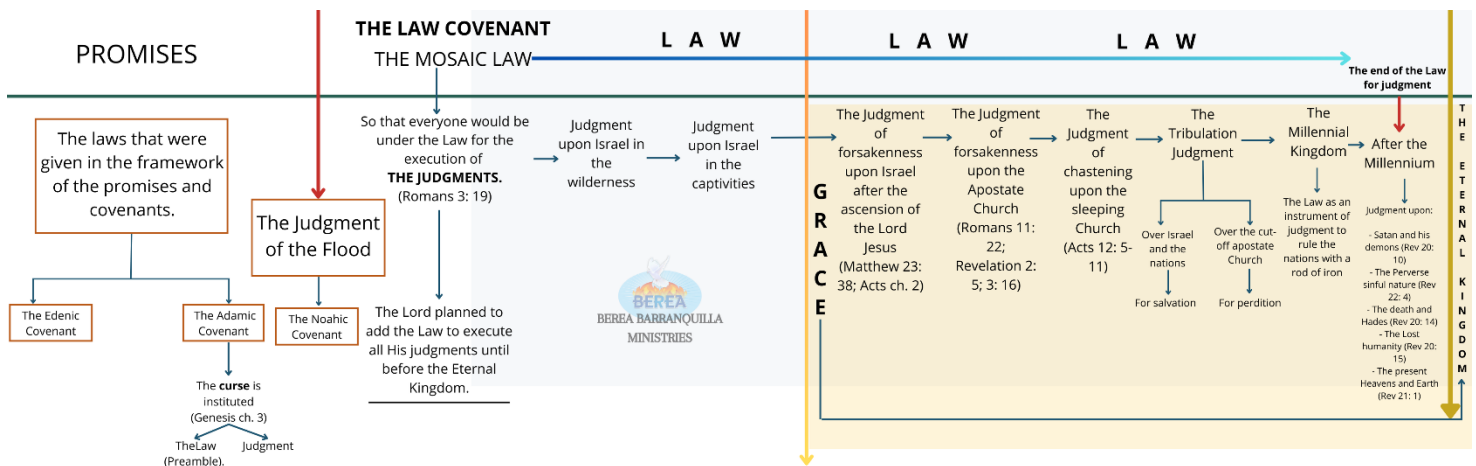 PROMISES
THE LAW COVENANT
THE MOSAIC LAW
L A W
L A W
L A W
The end of the Law
for judgment
The laws that were
given in the framework
of the promises and
covenants.
The Edenic
Covenant
The Adamic
Covenant
The curse is
instituted
(Genesis ch. 3)
TheLaw
(Preamble).
Judgment
The Judgment
of the Flood
The Noahic
Covenant
So that everyone would be
under the Law for the
execution of
THE JUDGMENTS.
(Romans 3: 19)
The Lord planned to
add the Law to execute
all His judgments until
before the Eternal
Kingdom.
Judgment
upon Israel in
the
wilderness
Judgment
upon Israel
in the
captivities
BEREA
BEREA BARRANQUILLA
MINISTRIES
G
R
A
C
E
The Judgment
of
forsakenness
upon Israel
after the
ascension of
the Lord
Jesus
(Matthew 23:
38; Acts ch. 2)
The Judgment
of
forsakenness
upon the
Apostate
Church
(Romans 11:
22;
Revelation 2:
5; 3: 16)
The
Judgment
of
chastening
upon the
sleeping
Church
(Acts 12: 5-
11)
The
Tribulation
Judgment
Over Israel
and the
nations
For salvation
Over the cut-
off apostate
Church
For perdition
The
Millennial
Kingdom
The Law as an
instrument of
judgment to
rule the
nations with a
rod of iron
After the
Millennium
Judgment upon:
- Satan and his
demons (Rev 20:
10)
- The Perverse
sinful nature (Rev
22: 4)
- The death and
Hades (Rev 20: 14)
- The Lost
humanity (Rev 20:
15)
- The present
Heavens and Earth
(Rev 21: 1)
T
H
E
E
T
E
R
N
A
L
K
I
N
G
D
O
M